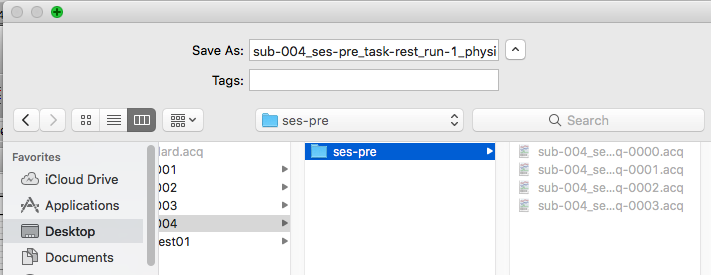 Save As: sub-004_ses-pre_task-rest_run-1_physi
Tags:
ses-pre
Search
Favorites
iCloud Drive
Applications
Desktop
Documents
dard.acq
001
002
003
004
est01
ses-pre
sub-004_se...q-0000.acq
sub-004_se...q-0001.acq
sub-004_se...q-0002.acq
sub-004_se...q-0003.acq